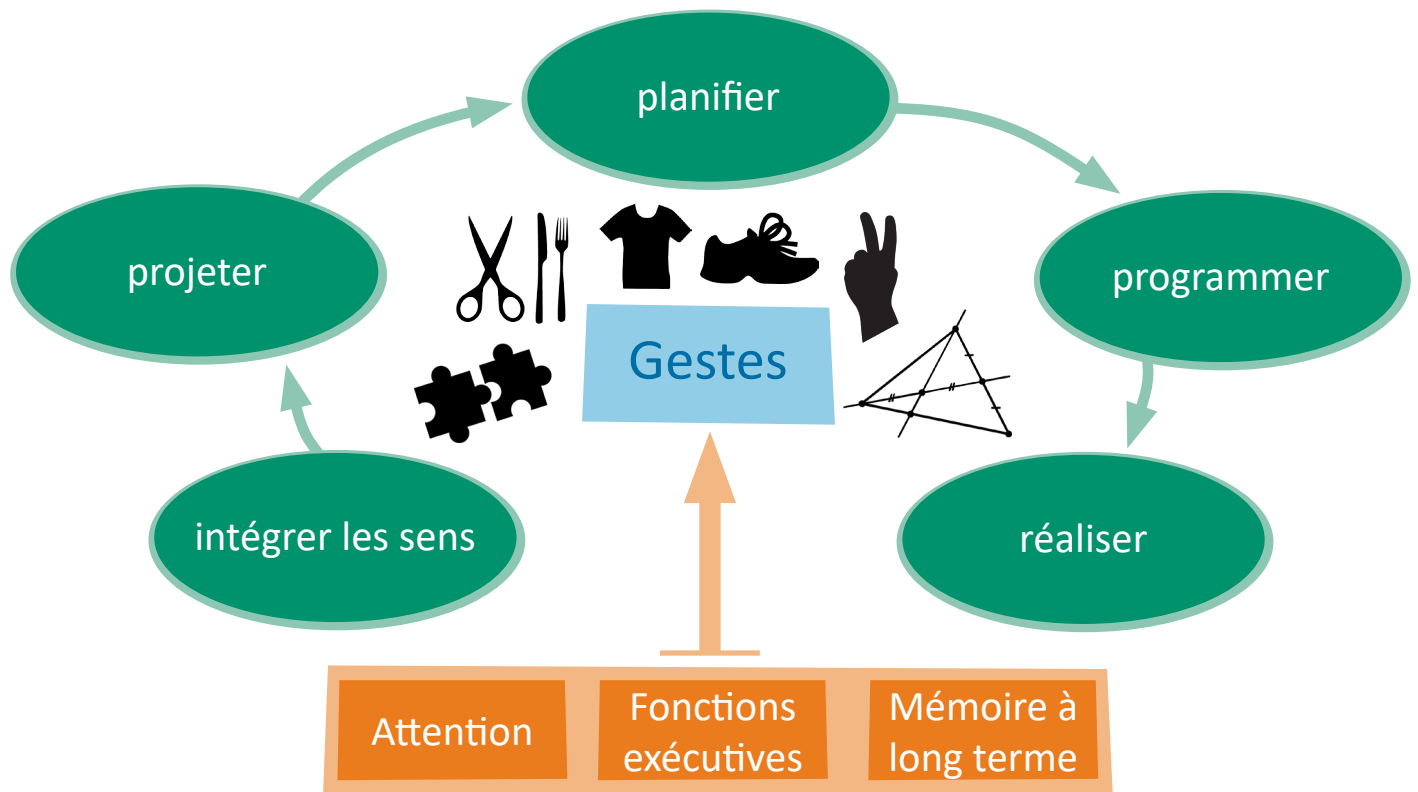 planifier
projeter
programmer
Gestes
intégrer les sens
réaliser
Attention
Fonctions
exécutives
Mémoire à
long terme